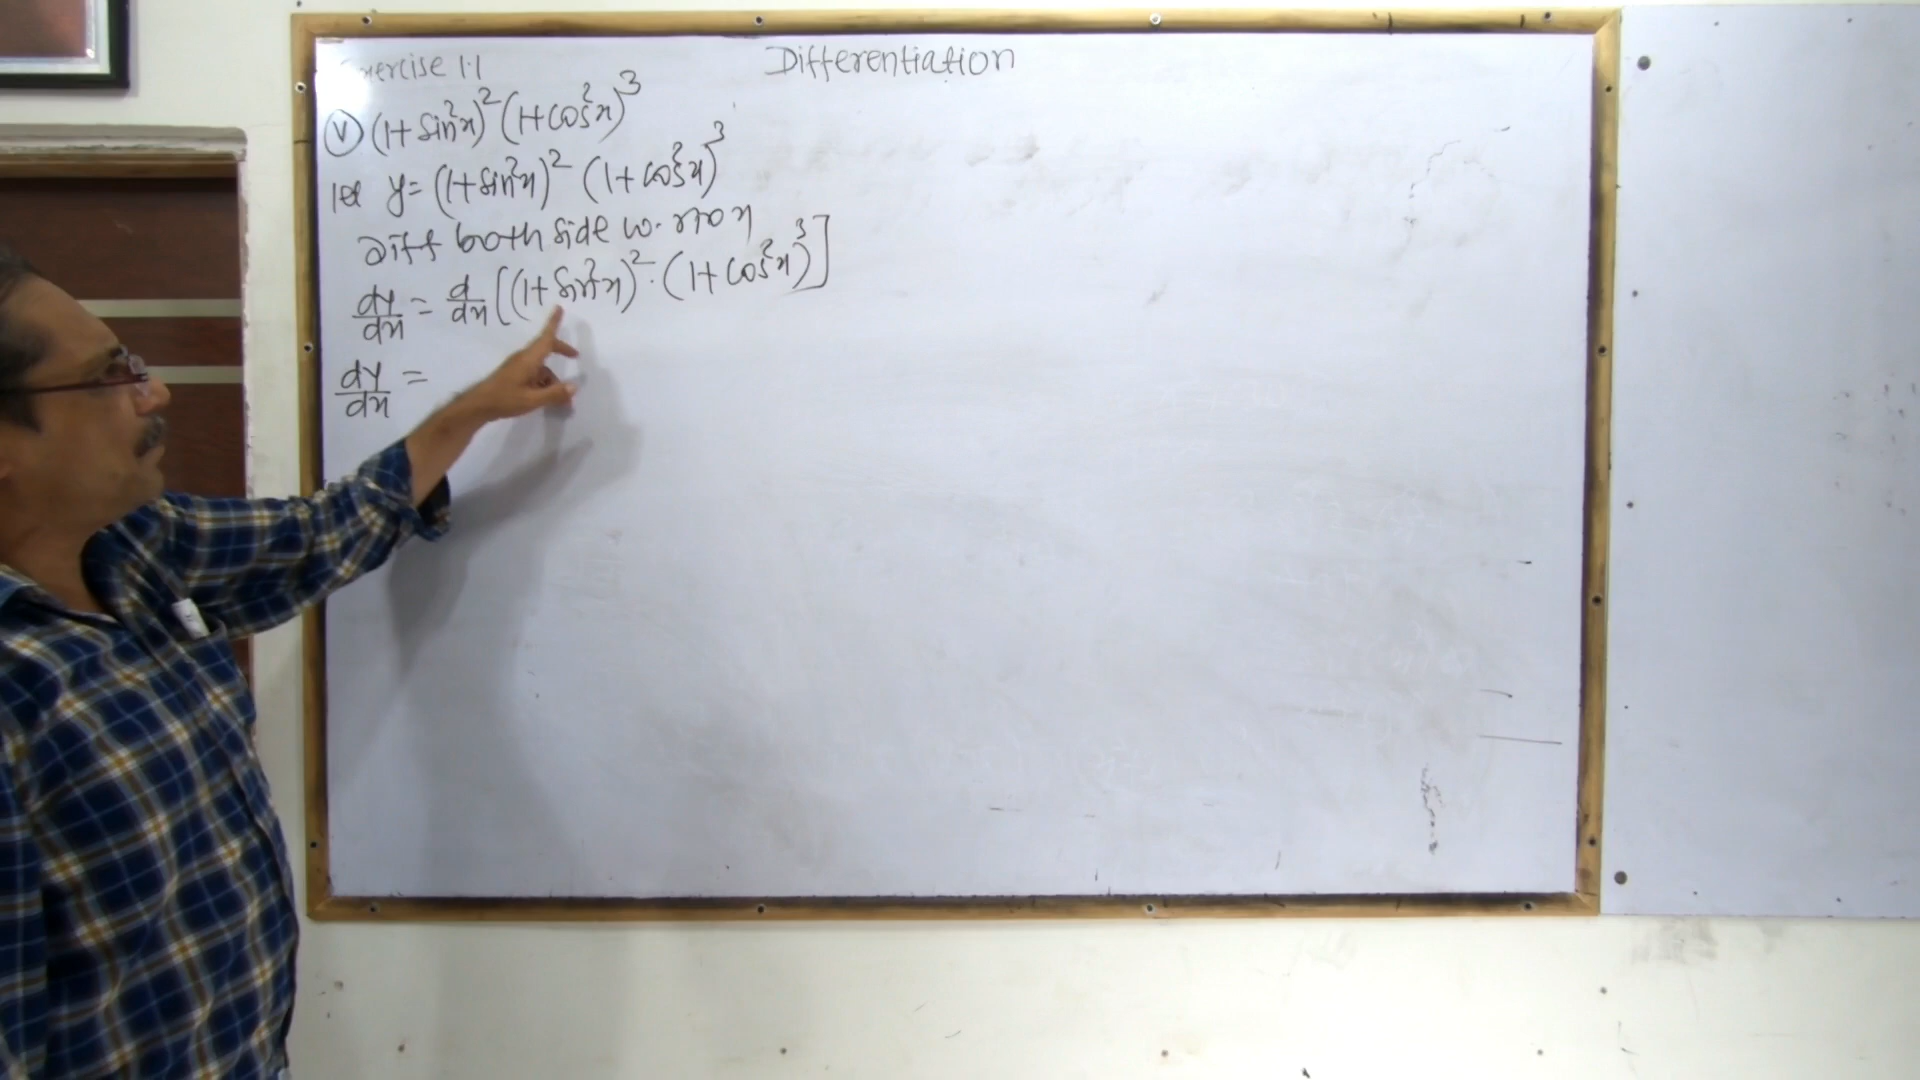 Exercise 1.1
Differentiation
(V) (1+Sin²x)² (1+Cos²x)³
let y = (1+Sin²x)² (1+Cos²x)³
Diff both side w.r.to x
dy/dx = d/dx [(1+Sin²x)² · (1+Cos²x)³]
dy/dx =